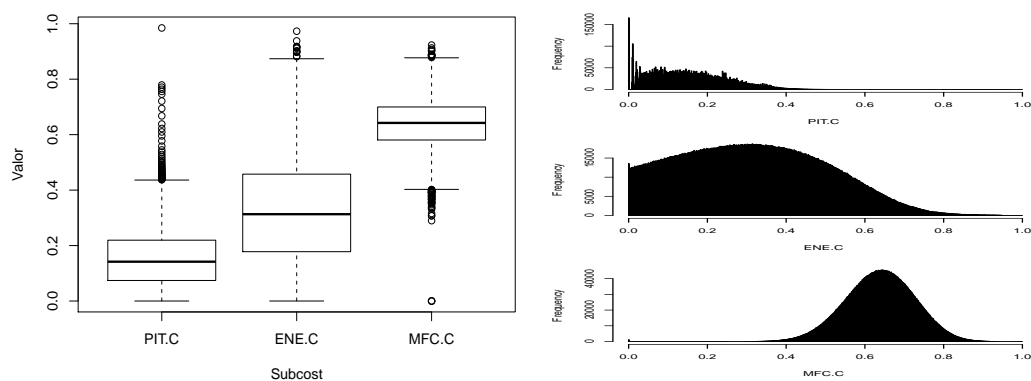 1.0
0.8
0.6
0.4
0.2
0.0
Valor
PIT.C ENE.C MFC.C
Subcost
150000
50000
0
Frequency
0.0 0.2 0.4 0.6 0.8 1.0
PIT.C
15000
5000
0
Frequency
0.0 0.2 0.4 0.6 0.8 1.0
ENE.C
40000
20000
0
Frequency
0.0 0.2 0.4 0.6 0.8 1.0
MFC.C